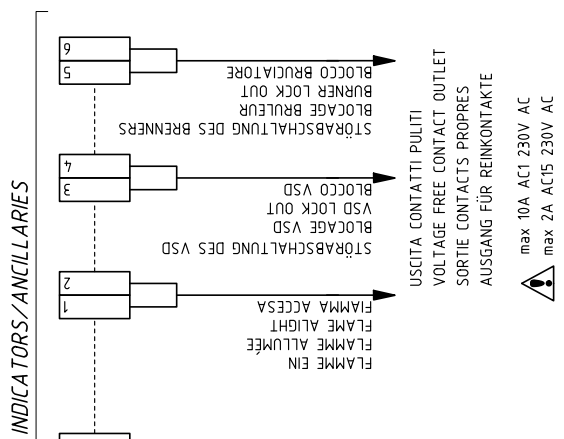 INDICATORS/ANCILLARIES
6
5
BLOCCO BRUCIATORE
BURNER LOCK OUT
BLOCAGE BRULEUR
STÖRABSCHALTUNG DES BRENNERS
4
3
BLOCCO VSD
VSD LOCK OUT
BLOCAGE VSD
STÖRABSCHALTUNG DES VSD
2
1
FIAMMA ACCESA
FLAME ALIGHT
FLAMME ALLUMÉE
FLAMME EIN
USCITA CONTATTI PULITI
VOLTAGE FREE CONTACT OUTLET
SORTIE CONTACTS PROPRES
AUSGANG FÜR REINKONTAKTE
max 10A AC1 230V AC
max 2A AC15 230V AC